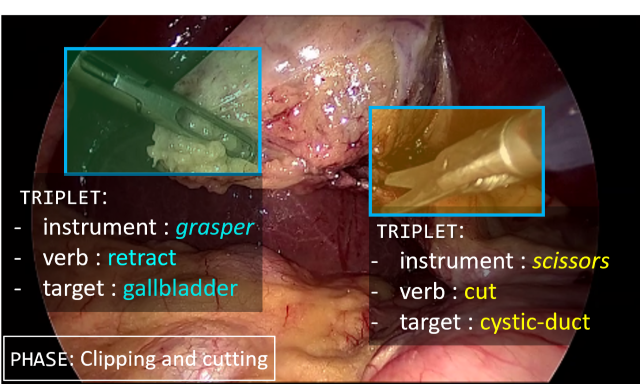 TRIPLET:
- instrument : grasper
- verb : retract
- target : gallbladder
TRIPLET:
- instrument : scissors
- verb : cut
- target : cystic-duct
PHASE: Clipping and cutting